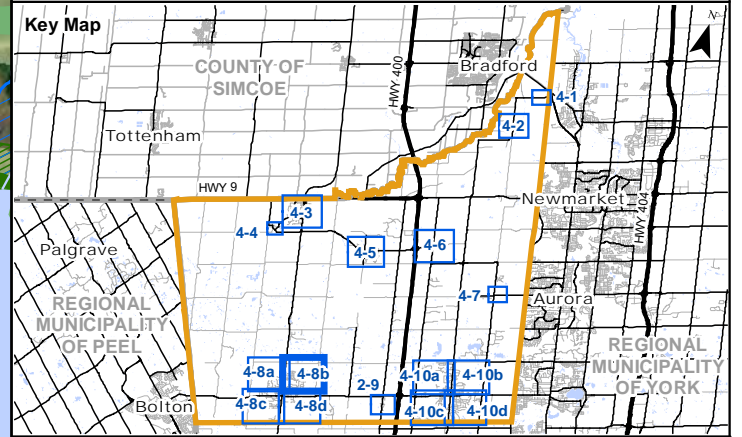 Key Map
N
COUNTY OF
SIMCOE
HWY 400
Bradford
4-1
4-2
Tottenham
HWY 9
4-3
Newmarket
HWY 404
4-4
4-5
4-6
Palgrave
4-7
Aurora
REGIONAL
MUNICIPALITY
OF PEEL
REGIONAL
MUNICIPALITY
OF YORK
4-8a
4-8b
4-10a
4-10b
Bolton
4-8c
4-8d
2-9
4-10c
4-10d